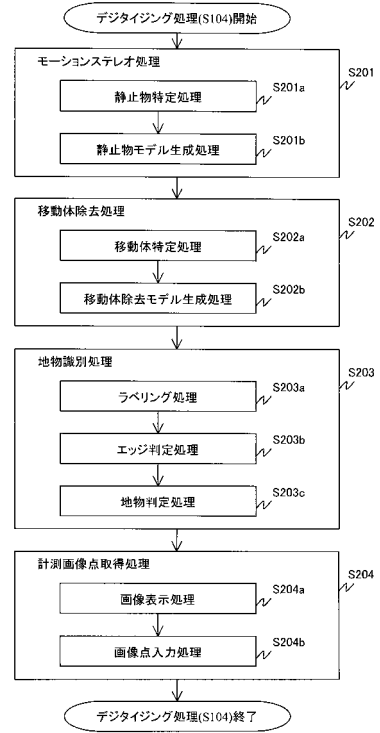 デジタイジング処理(S104)開始
モーションステレオ処理
S201
静止物特定処理
S201a
静止物モデル生成処理
S201b
移動体除去処理
S202
移動体特定処理
S202a
移動体除去モデル生成処理
S202b
地物識別処理
S203
ラベリング処理
S203a
エッジ判定処理
S203b
地物判定処理
S203c
計測画像点取得処理
S204
画像表示処理
S204a
画像点入力処理
S204b
デジタイジング処理(S104)終了